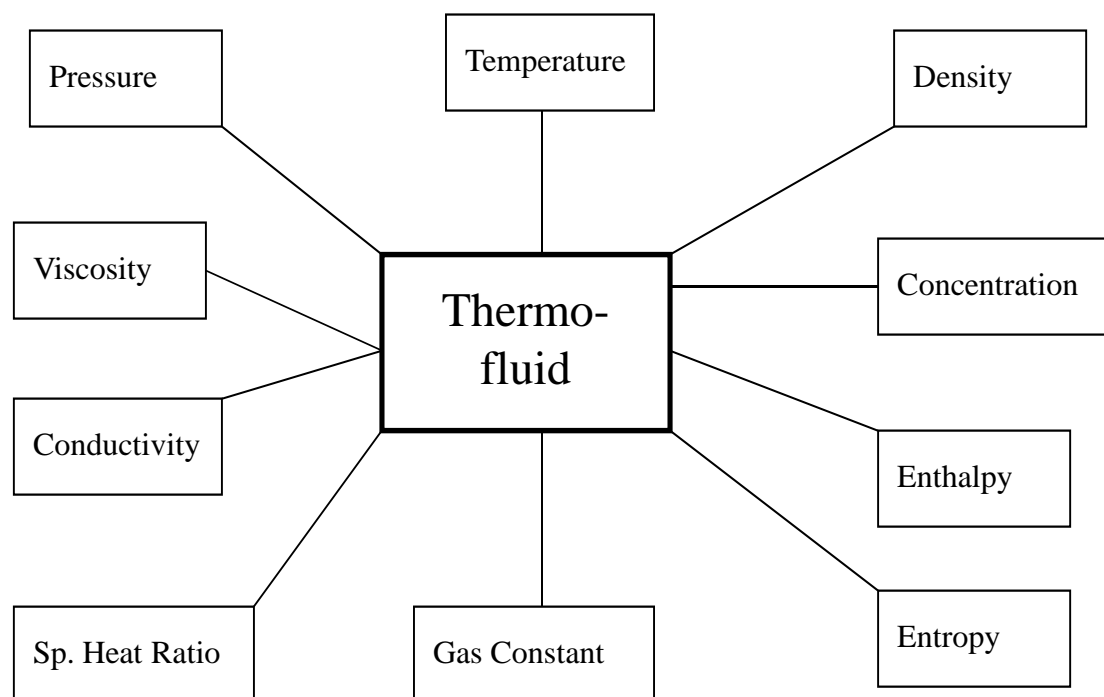 Pressure
Temperature
Density
Viscosity
Thermo-
fluid
Concentration
Conductivity
Enthalpy
Sp. Heat Ratio
Gas Constant
Entropy